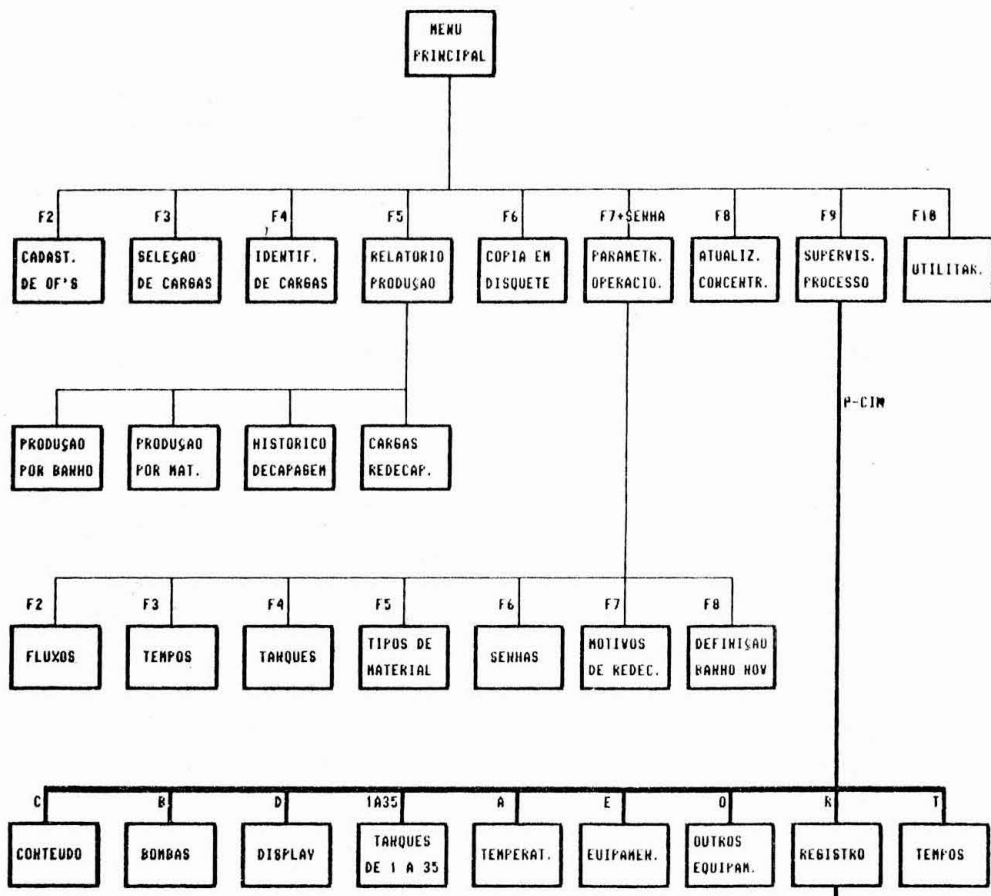 MENU
PRINCIPAL
F2
F3
F4
F5
F6
F7+SENHA
F8
F9
F10
CADAST.
DE OF'S
SELEÇAO
DE CARGAS
IDENTIF.
DE CARGAS
RELATORIO
PRODUÇAO
COPIA EM
DISQUETE
PARAMETR.
OPERACIO.
ATUALIZ.
CONCENTR.
SUPERVIS.
PROCESSO
UTILITAR.
P-CIM
PRODUÇAO
POR BANHO
PRODUÇAO
POR MAT.
HISTORICO
DECAPAGEM
CARGAS
REDECAP.
F2
F3
F4
F5
F6
F7
F8
FLUXOS
TEMPOS
TANQUES
TIPOS DE
MATERIAL
SENHAS
MOTIVOS
DE REDEC.
DEFINIÇAO
BANHO NOV
C
B
D
1A35
A
E
O
R
T
CONTEUDO
BOMBAS
DISPLAY
TANQUES
DE 1 A 35
TEMPERAT.
EUIPAMEN.
OUTROS
EQUIPAM.
REGISTRO
TEMPOS